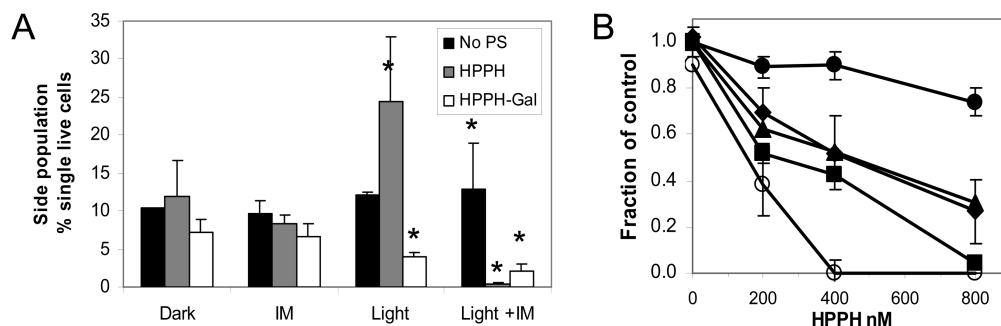 A
Side population
% single live cells
35
30
25
20
15
10
5
0
No PS
HPPH
HPPH-Gal
*
*
*
*
*
Dark
IM
Light
Light +IM
B
Fraction of control
1.0
0.8
0.6
0.4
0.2
0.0
0
200
400
600
800
HPPH nM